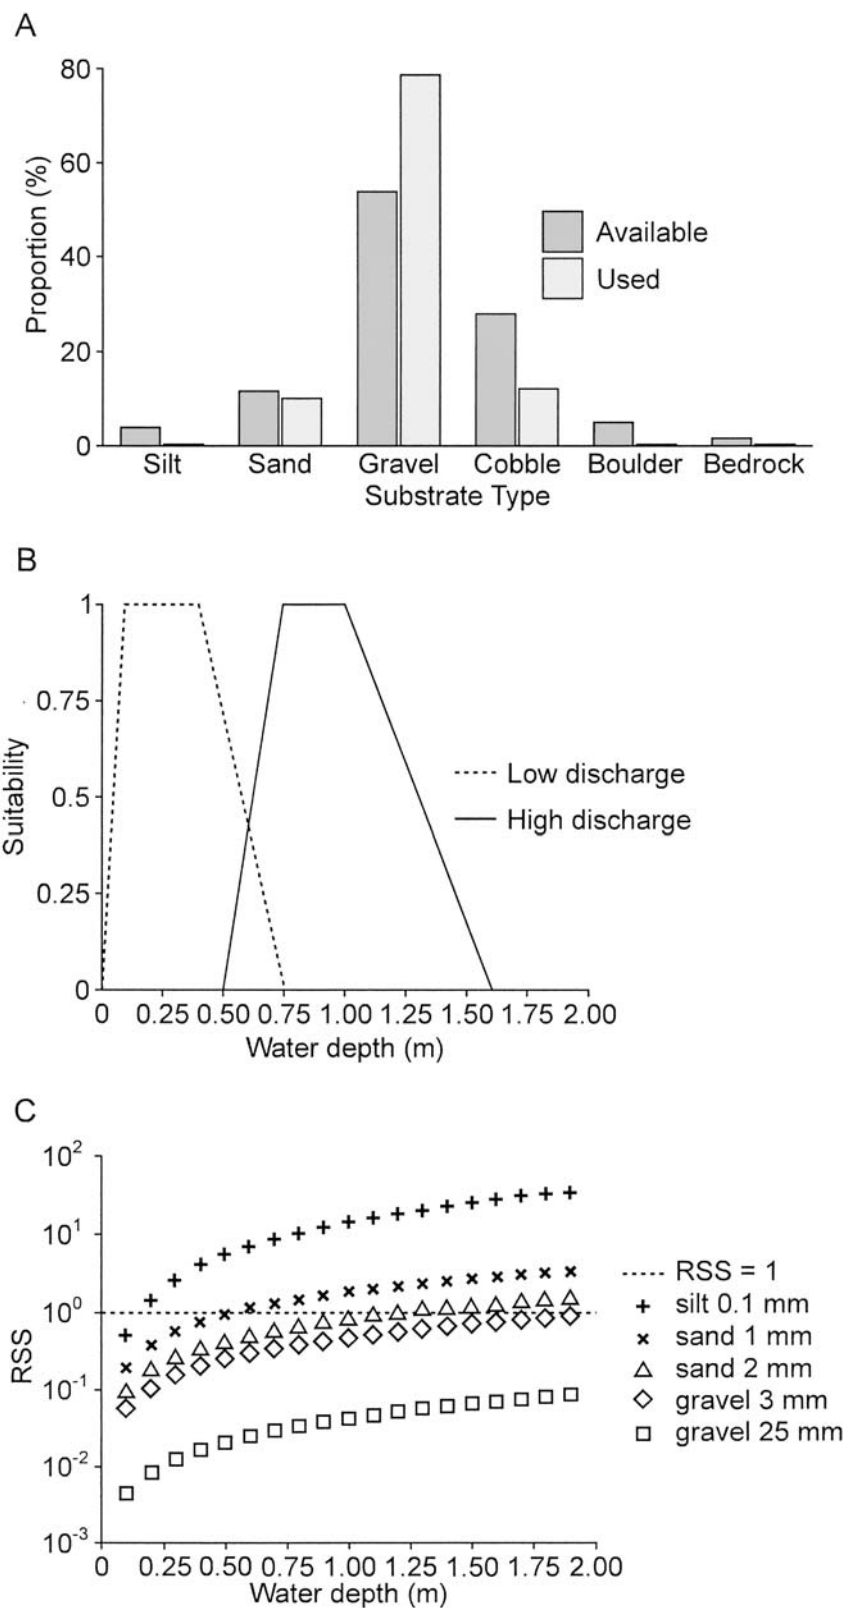 A
80
60
40
20
0
Proportion (%)
Available
Used
Silt Sand Gravel Cobble Boulder Bedrock
Substrate Type
B
1
0.75
0.5
0.25
0
Suitability
Low discharge
High discharge
0 0.25 0.50 0.75 1.00 1.25 1.50 1.75 2.00
Water depth (m)
C
10²
10¹
10⁰
10⁻¹
10⁻²
10⁻³
RSS
RSS = 1
silt 0.1 mm
sand 1 mm
sand 2 mm
gravel 3 mm
gravel 25 mm
0 0.25 0.50 0.75 1.00 1.25 1.50 1.75 2.00
Water depth (m)